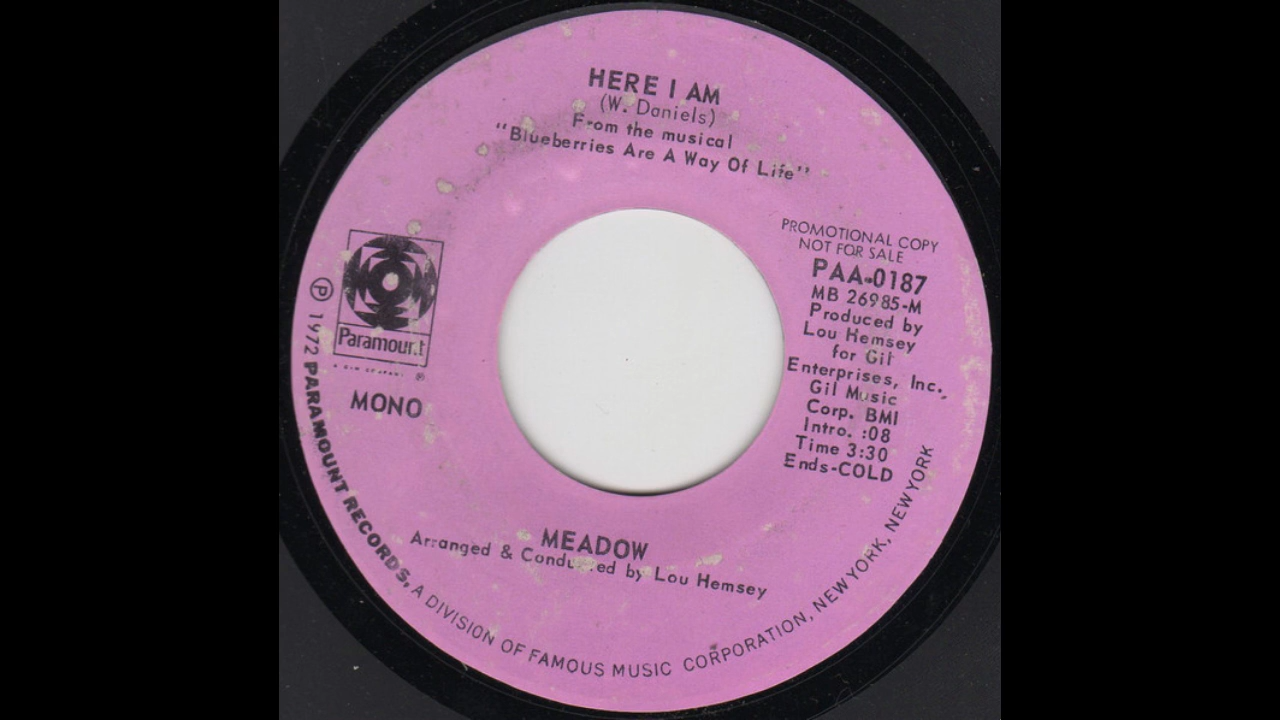 HERE I AM
(W. Daniels)
From the musical
"Blueberries Are A Way Of Life"
PROMOTIONAL COPY
NOT FOR SALE
PAA-0187
MB 26985-M
Produced by
Lou Hemsey
for Gil
Enterprises, Inc.,
Gil Music
Corp. BMI
Intro. :08
Time 3:30
Ends-COLD
Paramount
®
MONO
MEADOW
Arranged & Conducted by Lou Hemsey
℗ 1972 PARAMOUNT RECORDS, A DIVISION OF FAMOUS MUSIC CORPORATION, NEW YORK, NEW YORK